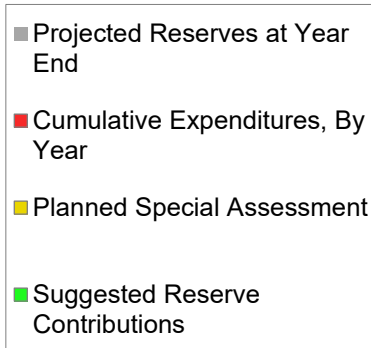 Projected Reserves at Year
End
Cumulative Expenditures, By
Year
Planned Special Assessment
Suggested Reserve
Contributions